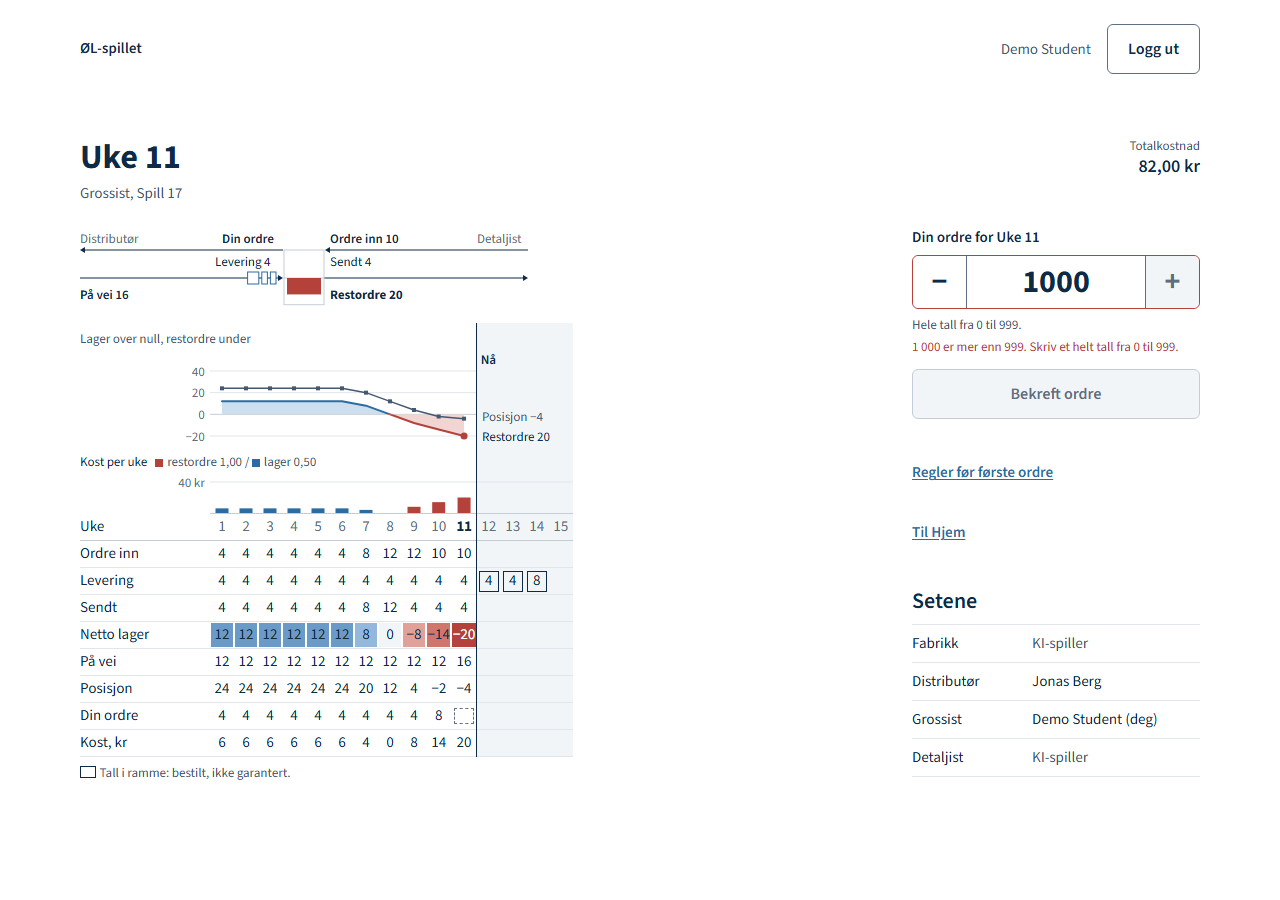 ØL-spillet
Demo Student
Logg ut
Uke 11
Grossist, Spill 17
Totalkostnad
82,00 kr
Distributør Din ordre Ordre inn 10 Detaljist
Levering 4 Sendt 4
På vei 16 Restordre 20
Lager over null, restordre under
Nå
40
20
0
−20
Posisjon −4
Restordre 20
Kost per uke restordre 1,00 / lager 0,50
40 kr
Uke 1 2 3 4 5 6 7 8 9 10 11 12 13 14 15
Ordre inn 4 4 4 4 4 4 8 12 12 10 10
Levering 4 4 4 4 4 4 4 4 4 4 4 4 4 8
Sendt 4 4 4 4 4 4 8 12 4 4 4
Netto lager 12 12 12 12 12 12 8 0 −8 −14 −20
På vei 12 12 12 12 12 12 12 12 12 12 16
Posisjon 24 24 24 24 24 24 20 12 4 −2 −4
Din ordre 4 4 4 4 4 4 4 4 4 8
Kost, kr 6 6 6 6 6 6 4 0 8 14 20
Tall i ramme: bestilt, ikke garantert.
Din ordre for Uke 11
− 1000 +
Hele tall fra 0 til 999.
1 000 er mer enn 999. Skriv et helt tall fra 0 til 999.
Bekreft ordre
Regler før første ordre
Til Hjem
Setene
Fabrikk KI-spiller
Distributør Jonas Berg
Grossist Demo Student (deg)
Detaljist KI-spiller